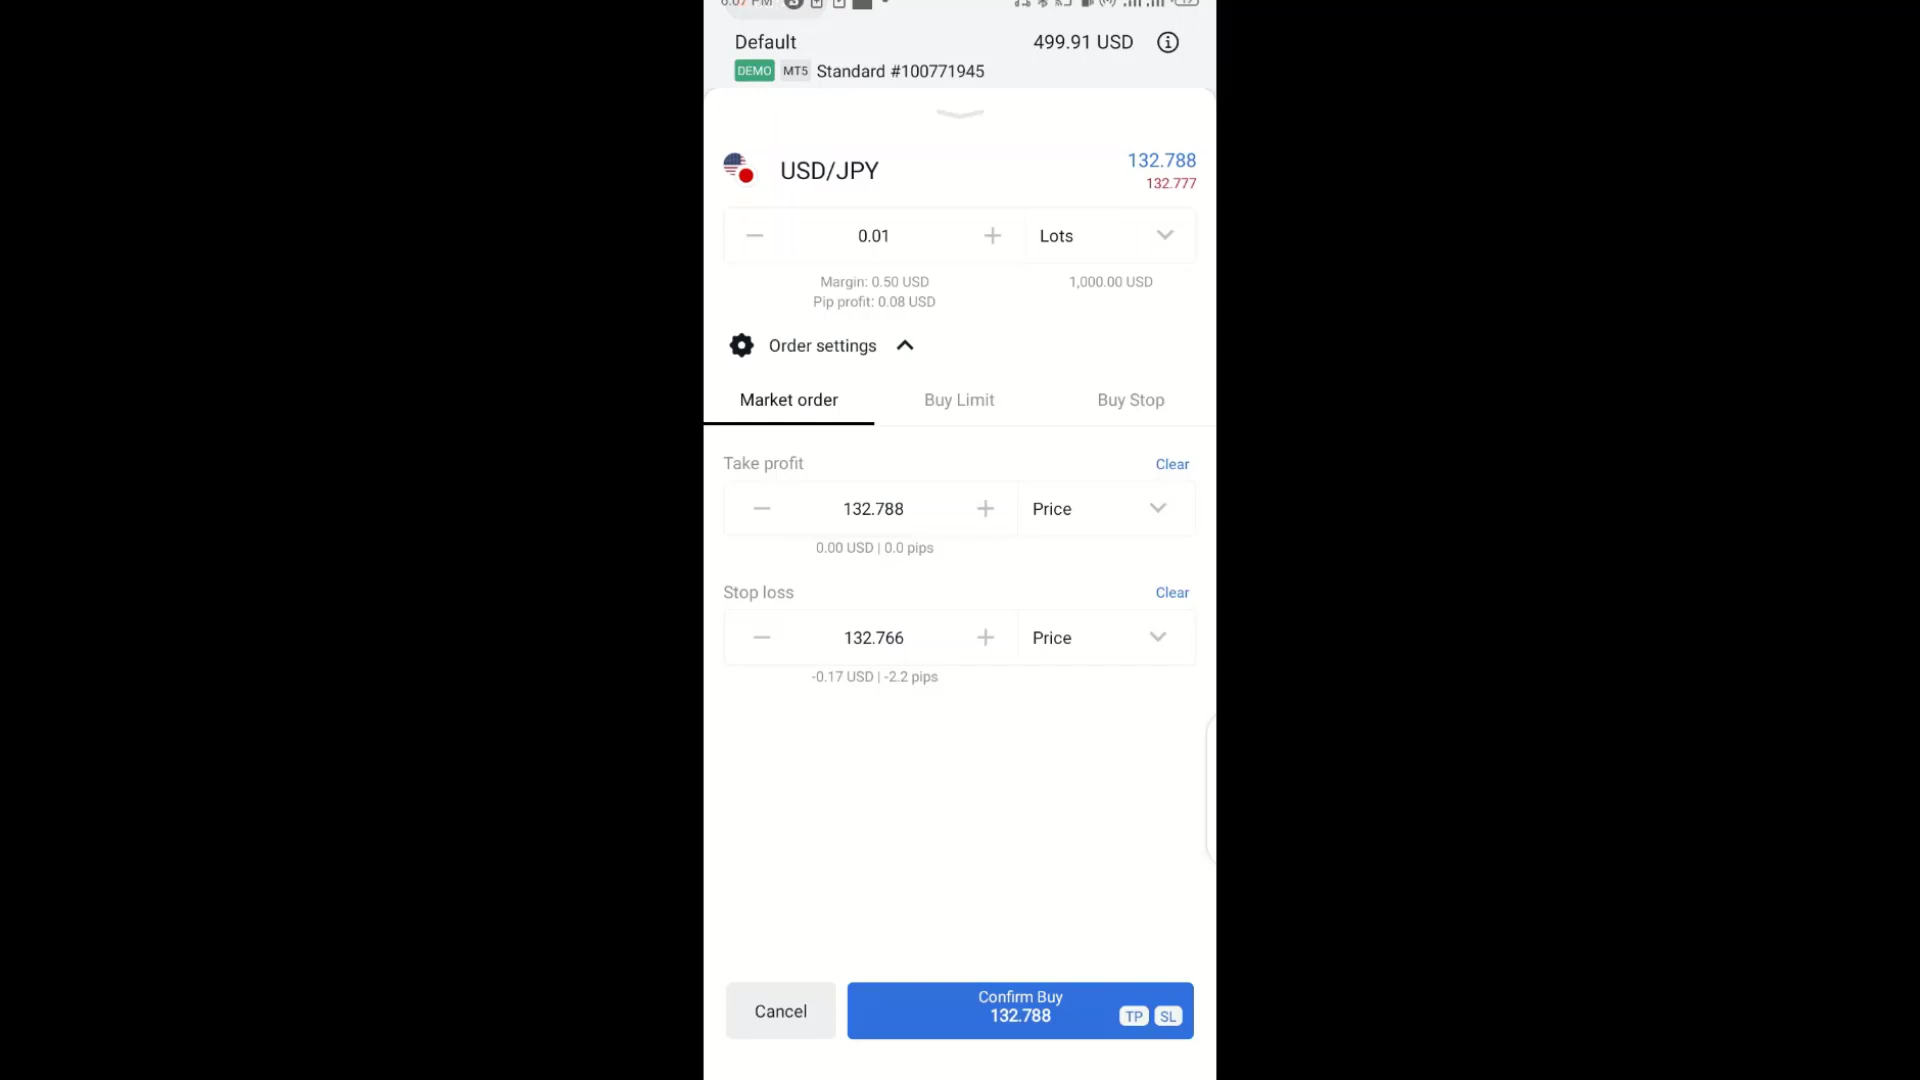 6:07 PM
Default 499.91 USD
DEMO MT5 Standard #100771945
USD/JPY 132.788
132.777
0.01 Lots
Margin: 0.50 USD 1,000.00 USD
Pip profit: 0.08 USD
Order settings
Market order Buy Limit Buy Stop
Take profit Clear
132.788 Price
0.00 USD | 0.0 pips
Stop loss Clear
132.766 Price
-0.17 USD | -2.2 pips
Cancel
Confirm Buy
132.788 TP SL